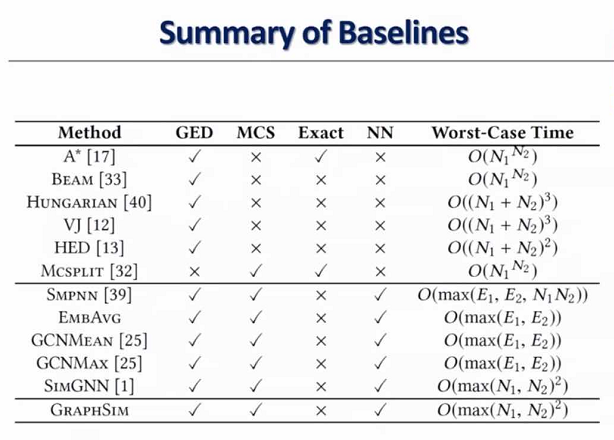 Summary of Baselines
Method GED MCS Exact NN Worst-Case Time
A* [17] ✓ × ✓ × O(N₁^N₂)
BEAM [33] ✓ × × × O(N₁^N₂)
HUNGARIAN [40] ✓ × × × O((N₁ + N₂)³)
VJ [12] ✓ × × × O((N₁ + N₂)³)
HED [13] ✓ × × × O((N₁ + N₂)²)
MCSPLIT [32] × ✓ ✓ × O(N₁^N₂)
SMPNN [39] ✓ ✓ × ✓ O(max(E₁, E₂, N₁N₂))
EMBAVG ✓ ✓ × ✓ O(max(E₁, E₂))
GCNMEAN [25] ✓ ✓ × ✓ O(max(E₁, E₂))
GCNMAX [25] ✓ ✓ × ✓ O(max(E₁, E₂))
SIMGNN [1] ✓ ✓ × ✓ O(max(N₁, N₂)²)
GRAPHSIM ✓ ✓ × ✓ O(max(N₁, N₂)²)